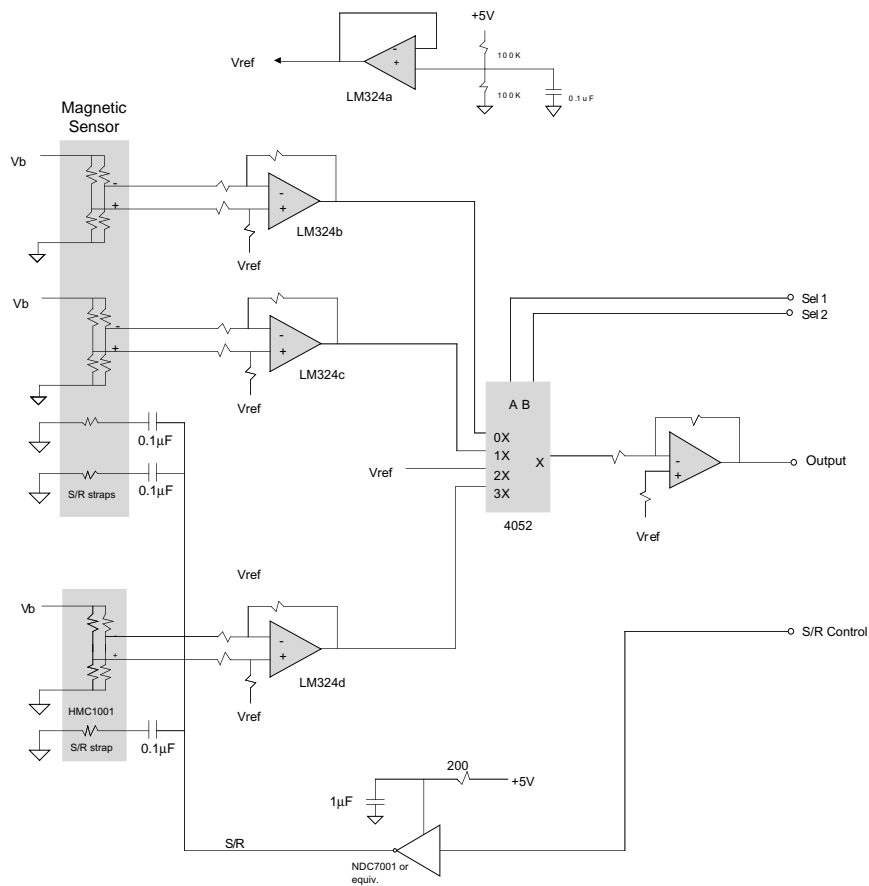 +5V
Vref
-
+
100K
LM324a
100K
0.1uF
Magnetic
Sensor
Vb
-
+
-
+
LM324b
Vref
Vb
-
+
-
+
LM324c
Vref
Sel 1
Sel 2
A B
0X
1X
2X
3X
X
4052
Vref
-
+
Output
Vref
0.1µF
0.1µF
S/R straps
Vref
Vb
-
+
-
+
LM324d
Vref
S/R Control
HMC1001
S/R strap
0.1µF
200
+5V
1µF
S/R
NDC7001 or
equiv.